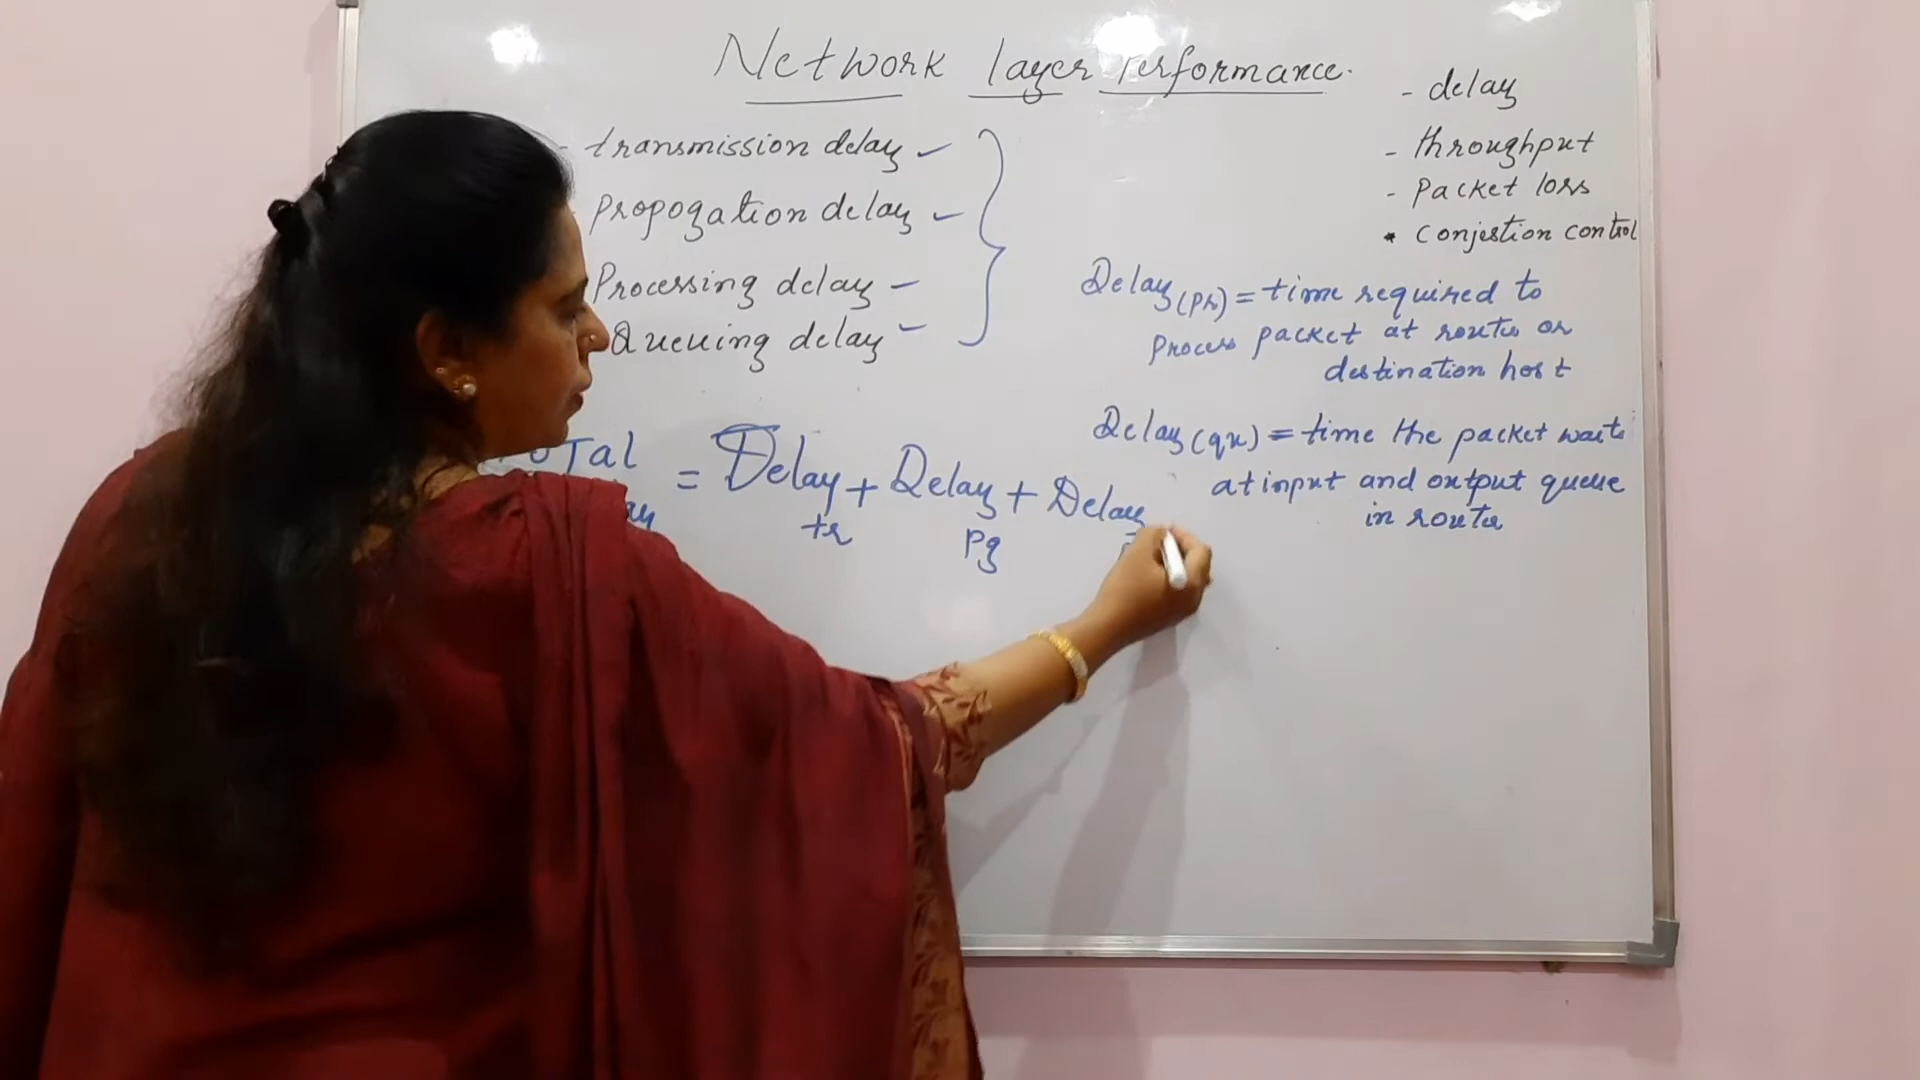 Network layer Performance.
- delay
- throughput
- Packet loss
* Conjestion control
- transmission delay
Propogation delay
Processing delay
Queuing delay
Delay(pr) = time required to
Process packet at router or
destination host
Delay(qu) = time the packet waits
at input and output queue
in router
Total
= Delay + Delay + Delay
tr
pg